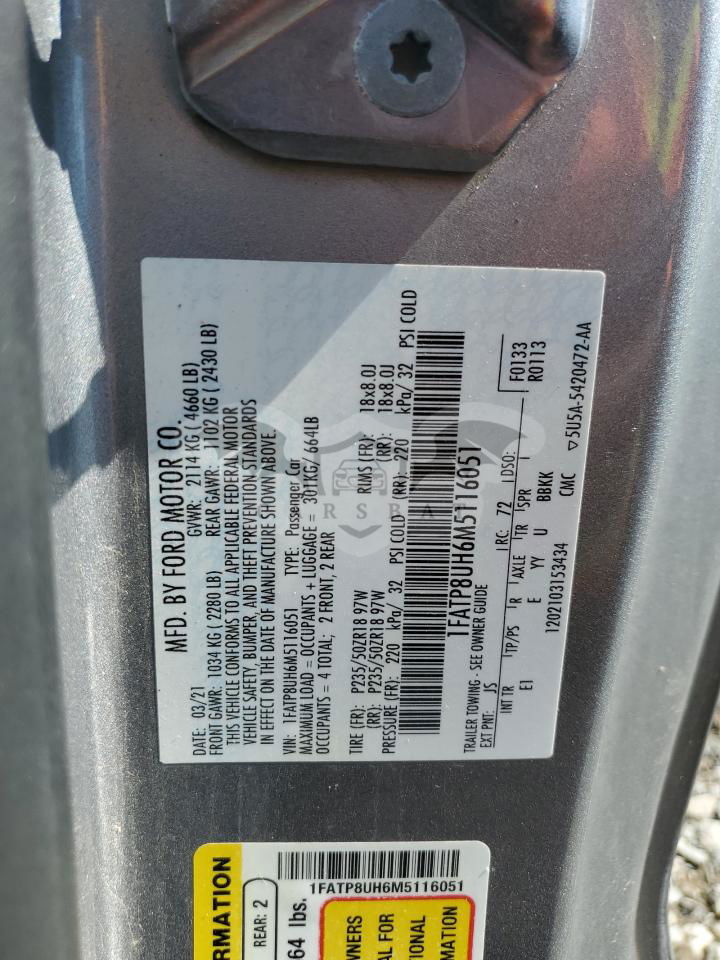 MFD. BY FORD MOTOR CO.
DATE: 03/21 GVWR: 2114 KG ( 4660 LB)
FRONT GAWR: 1034 KG ( 2280 LB) REAR GAWR: 1102 KG ( 2430 LB)
THIS VEHICLE CONFORMS TO ALL APPLICABLE FEDERAL MOTOR
VEHICLE SAFETY, BUMPER, AND THEFT PREVENTION STANDARDS
IN EFFECT ON THE DATE OF MANUFACTURE SHOWN ABOVE.
VIN: 1FATP8UH6M5116051 TYPE: Passenger Car
MAXIMUM LOAD = OCCUPANTS + LUGGAGE = 301KG/ 664LB
OCCUPANTS = 4 TOTAL; 2 FRONT, 2 REAR
TIRE (FR): P235/50ZR18 97W RIMS (FR): 18x8.0J
(RR): P235/50ZR18 97W (RR): 18x8.0J
PRESSURE (FR): 220 kPa/ 32 PSI COLD (RR): 220 kPa/ 32 PSI COLD
1FATP8UH6M5116051
TRAILER TOWING - SEE OWNER GUIDE
EXT PNT: JS RC: 72 DSO: F0133
R0113
INT TR TP/PS R AXLE TR SPR
E1 E YY U BBKK
1202103153434 CMC ▽5U5A-5420472-AA
1FATP8UH6M5116051
RMATION
REAR: 2
64 lbs.
WNERS
AL FOR
TIONAL
MATION